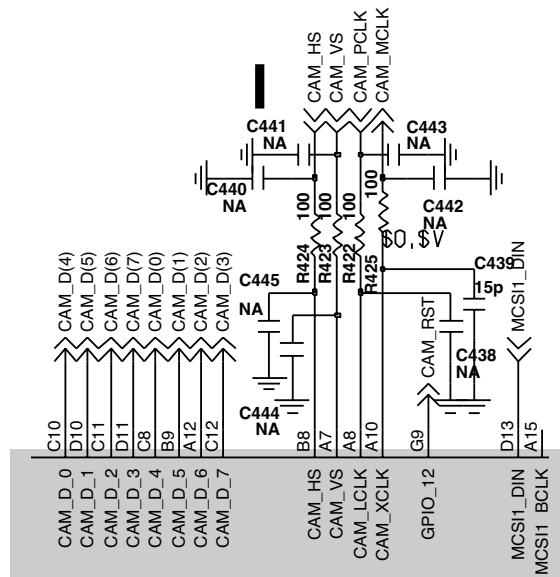 CAM_HS
CAM_VS
CAM_PCLK
CAM_MCLK
C441
NA
C443
NA
C440
NA
C442
NA
100
100
100
100
R424
R423
R422
R425
$0,$V
C439
15p
MCSI1_DIN
CAM_D(4)
CAM_D(5)
CAM_D(6)
CAM_D(7)
CAM_D(0)
CAM_D(1)
CAM_D(2)
CAM_D(3)
C445
NA
CAM_RST
C438
NA
C444
NA
C10
D10
C11
D11
C8
B9
A12
C12
B8
A7
A8
A10
G9
D13
A15
CAM_D_0
CAM_D_1
CAM_D_2
CAM_D_3
CAM_D_4
CAM_D_5
CAM_D_6
CAM_D_7
CAM_HS
CAM_VS
CAM_LCLK
CAM_XCLK
GPIO_12
MCSI1_DIN
MCSI1_BCLK